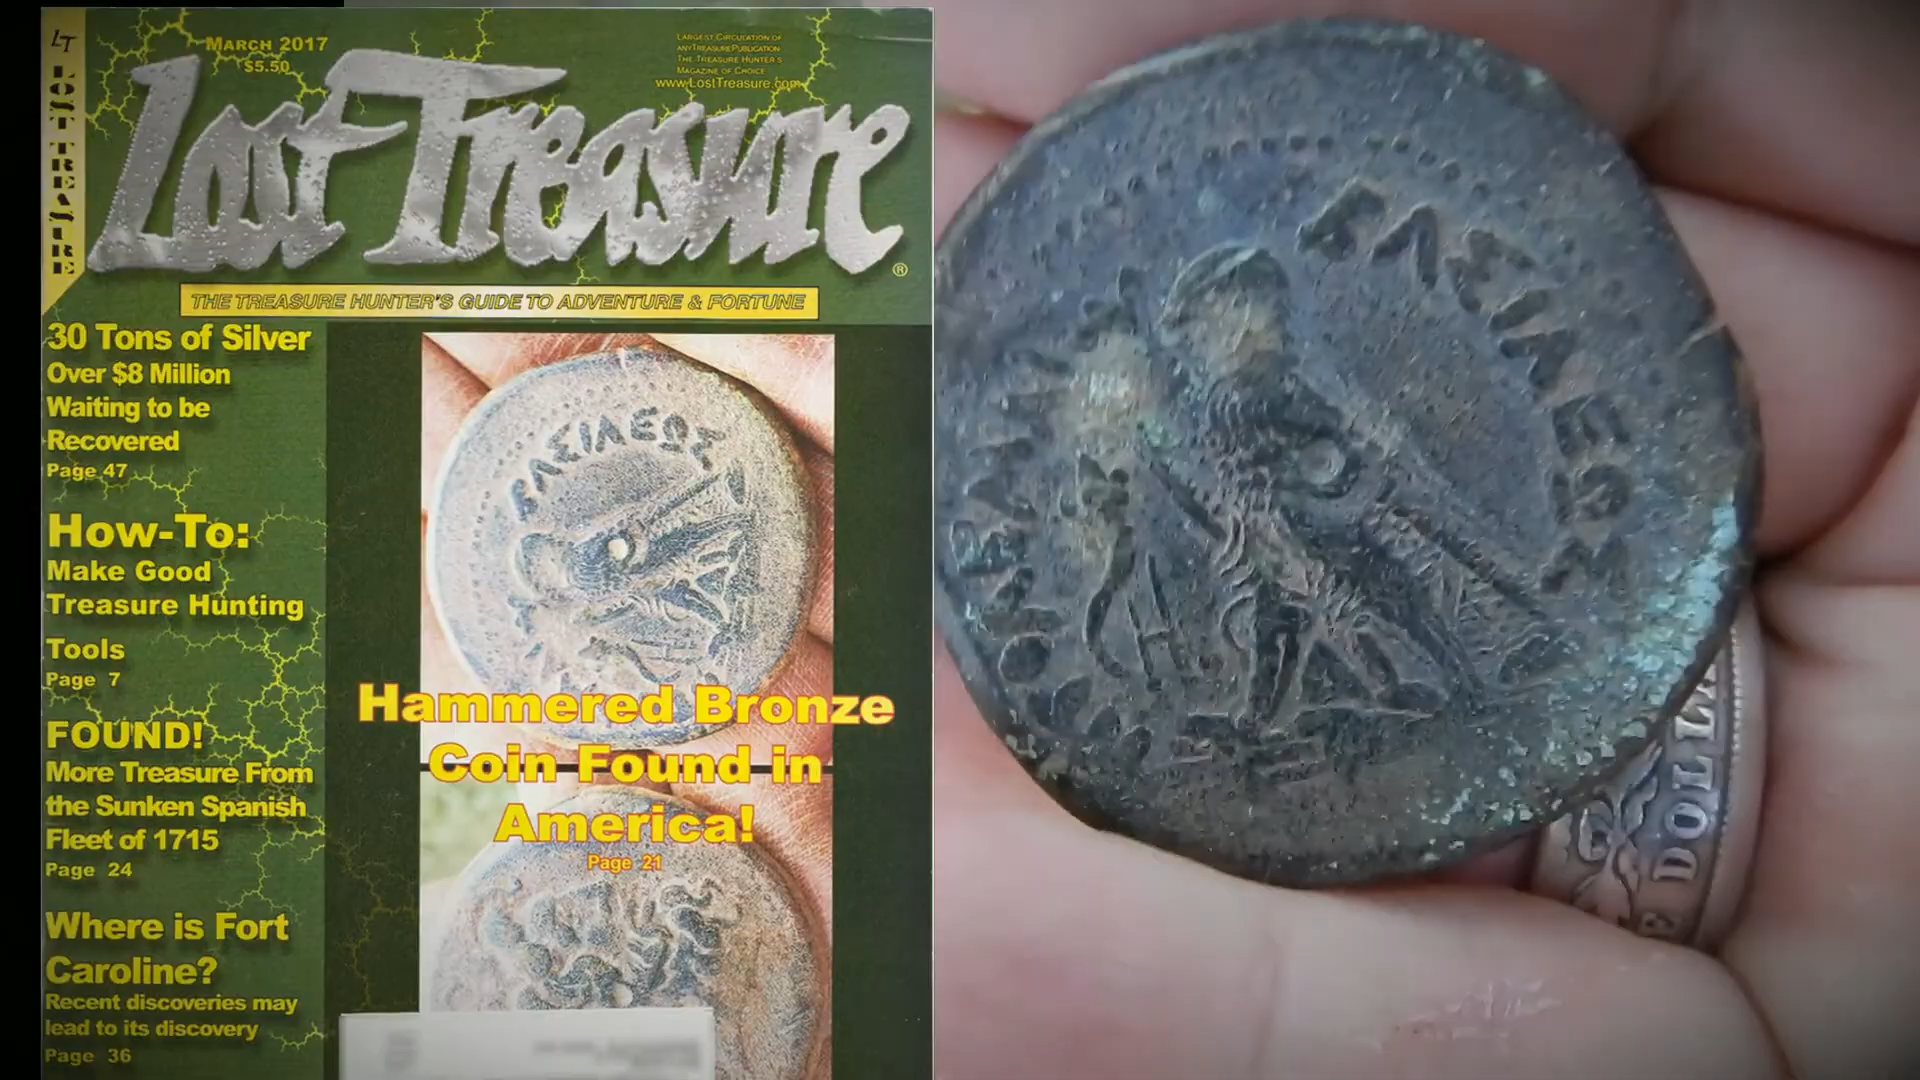 LT
LOST TREASURE
MARCH 2017
$5.50
LARGEST CIRCULATION OF
ANY TREASURE PUBLICATION
THE TREASURE HUNTER'S
MAGAZINE OF CHOICE
www.LostTreasure.com
Lost Treasure®
THE TREASURE HUNTER'S GUIDE TO ADVENTURE & FORTUNE
30 Tons of Silver
Over $8 Million
Waiting to be
Recovered
Page 47
How-To:
Make Good
Treasure Hunting
Tools
Page 7
FOUND!
More Treasure From
the Sunken Spanish
Fleet of 1715
Page 24
Where is Fort
Caroline?
Recent discoveries may
lead to its discovery
Page 36
ΒΑΣΙΛΕΩΣ
Hammered Bronze
Coin Found in
America!
Page 21
ΒΑΣΙΛΕΩΣ
DOLLA